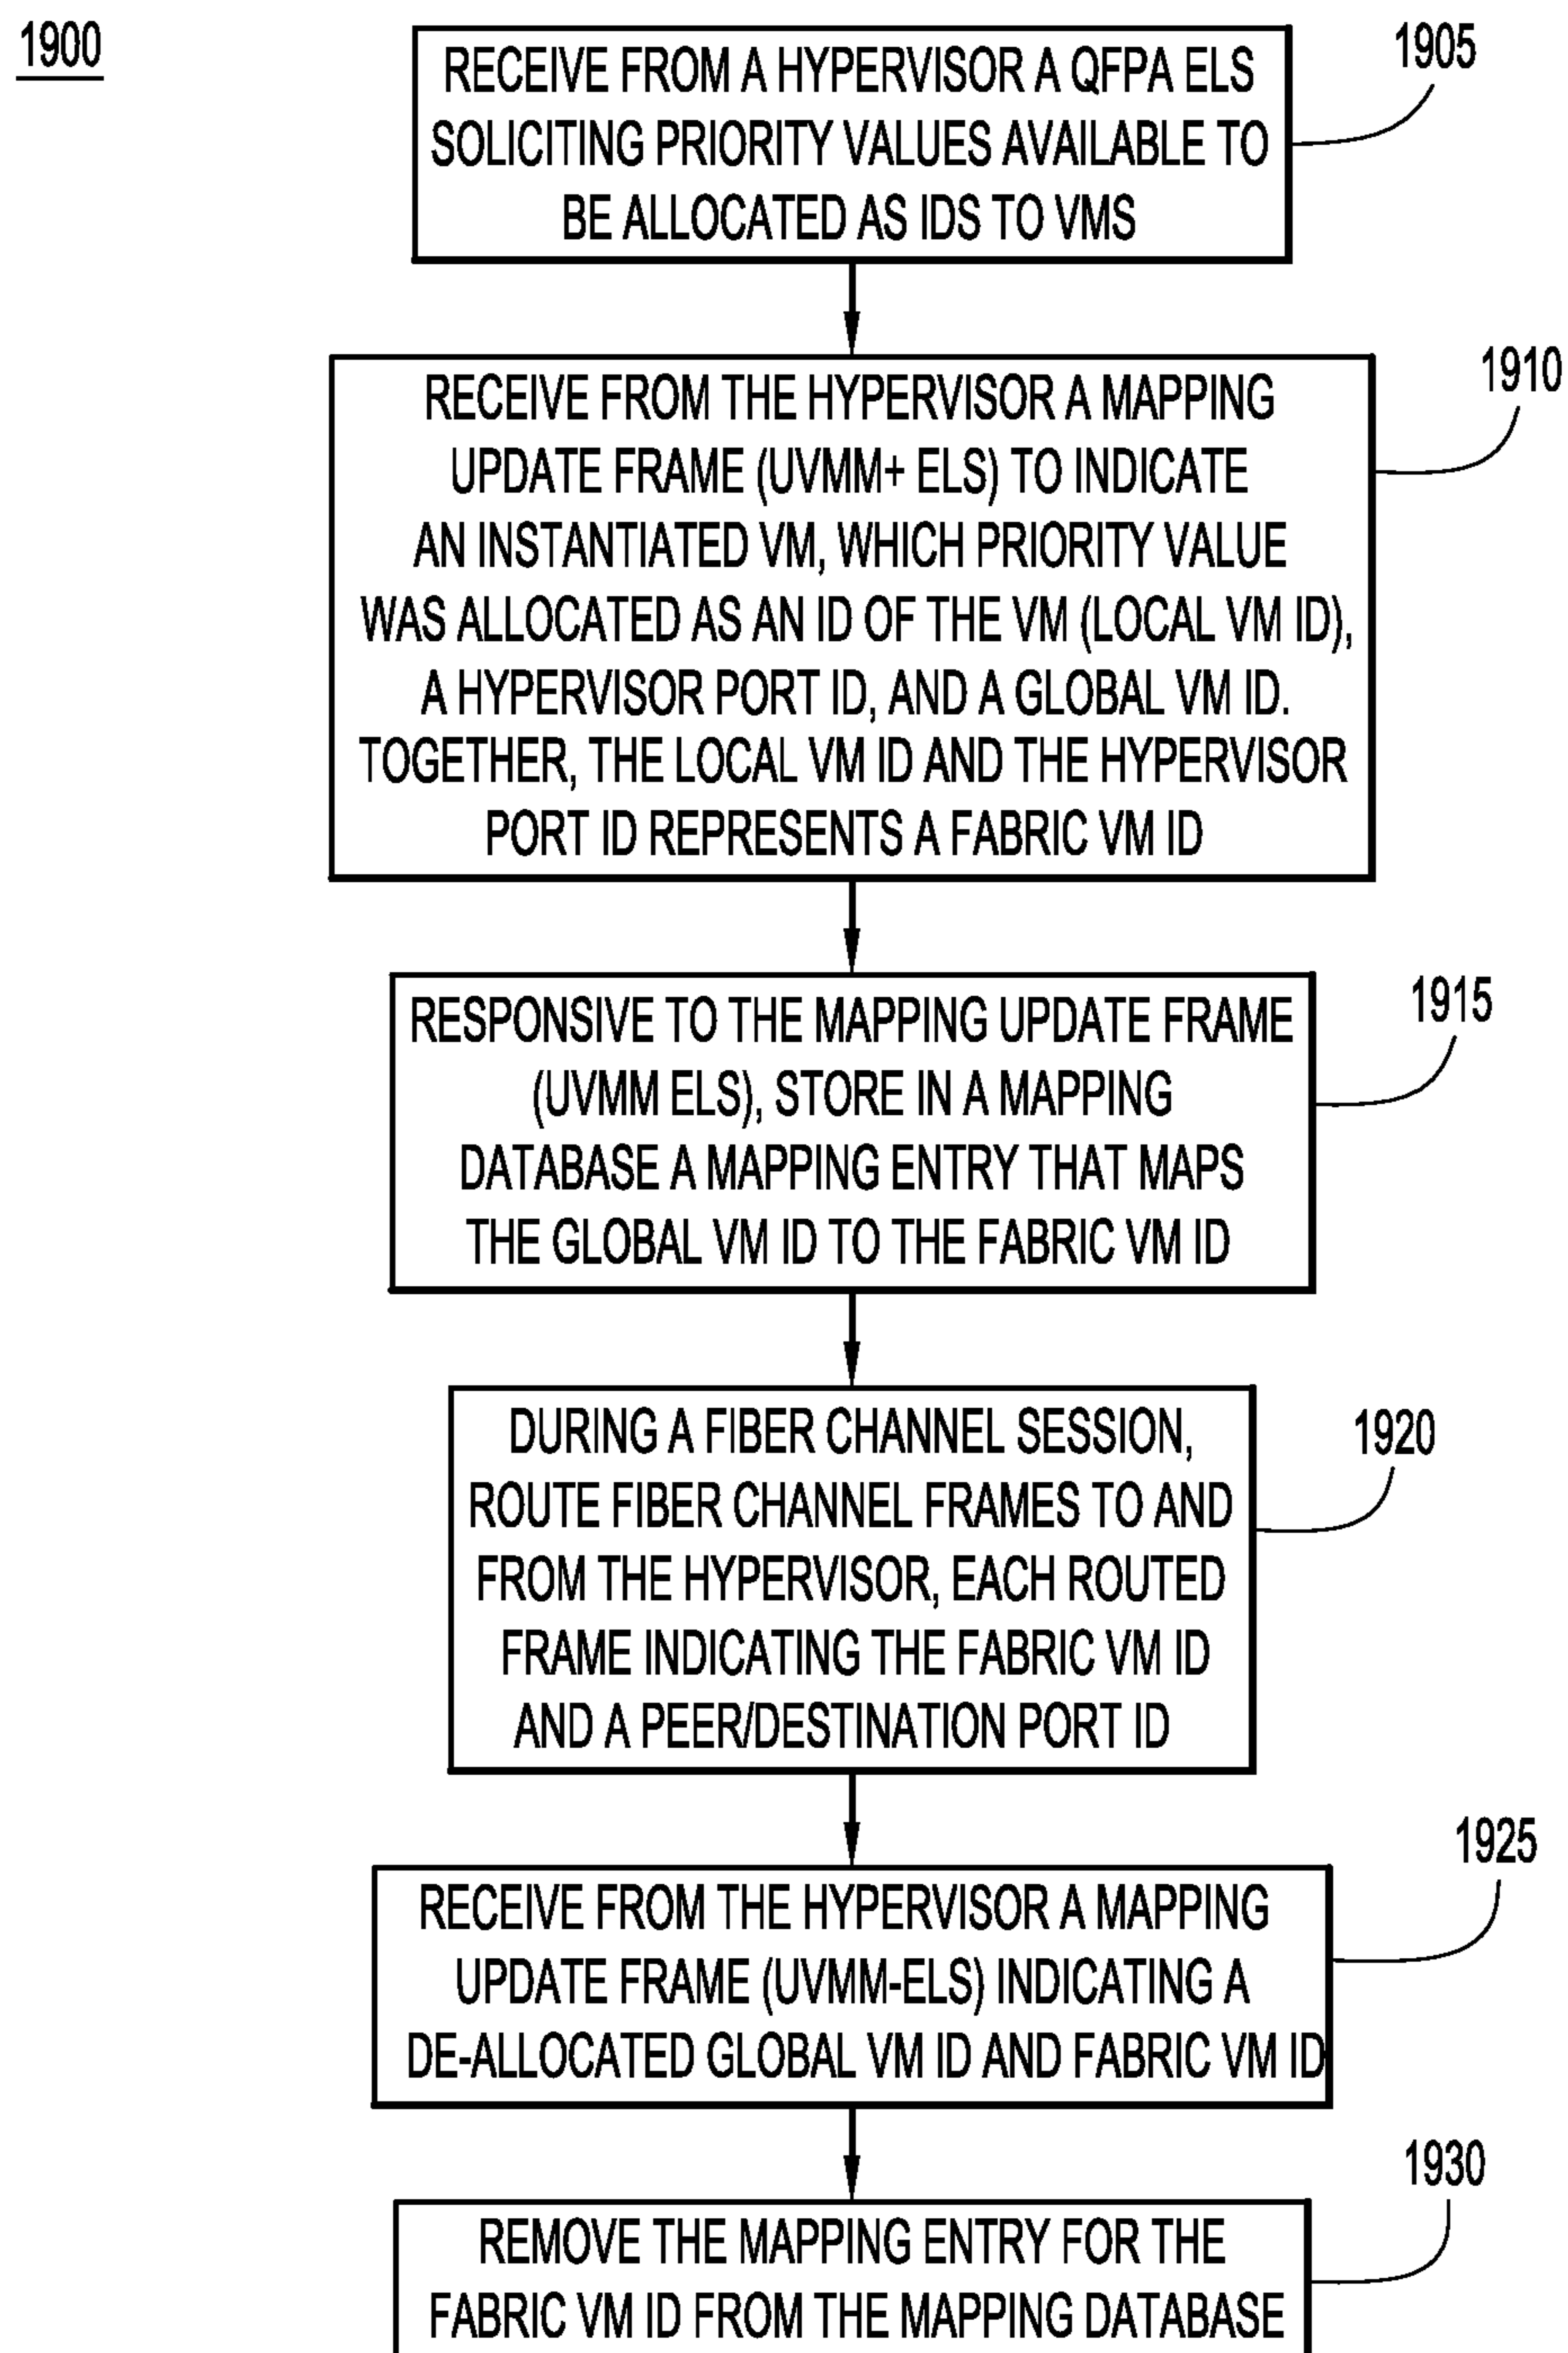 1900
RECEIVE FROM A HYPERVISOR A QFPA ELS
SOLICITING PRIORITY VALUES AVAILABLE TO
BE ALLOCATED AS IDS TO VMS
1905
RECEIVE FROM THE HYPERVISOR A MAPPING
UPDATE FRAME (UVMM+ ELS) TO INDICATE
AN INSTANTIATED VM, WHICH PRIORITY VALUE
WAS ALLOCATED AS AN ID OF THE VM (LOCAL VM ID),
A HYPERVISOR PORT ID, AND A GLOBAL VM ID.
TOGETHER, THE LOCAL VM ID AND THE HYPERVISOR
PORT ID REPRESENTS A FABRIC VM ID
1910
RESPONSIVE TO THE MAPPING UPDATE FRAME
(UVMM ELS), STORE IN A MAPPING
DATABASE A MAPPING ENTRY THAT MAPS
THE GLOBAL VM ID TO THE FABRIC VM ID
1915
DURING A FIBER CHANNEL SESSION,
ROUTE FIBER CHANNEL FRAMES TO AND
FROM THE HYPERVISOR, EACH ROUTED
FRAME INDICATING THE FABRIC VM ID
AND A PEER/DESTINATION PORT ID
1920
RECEIVE FROM THE HYPERVISOR A MAPPING
UPDATE FRAME (UVMM-ELS) INDICATING A
DE-ALLOCATED GLOBAL VM ID AND FABRIC VM ID
1925
REMOVE THE MAPPING ENTRY FOR THE
FABRIC VM ID FROM THE MAPPING DATABASE
1930